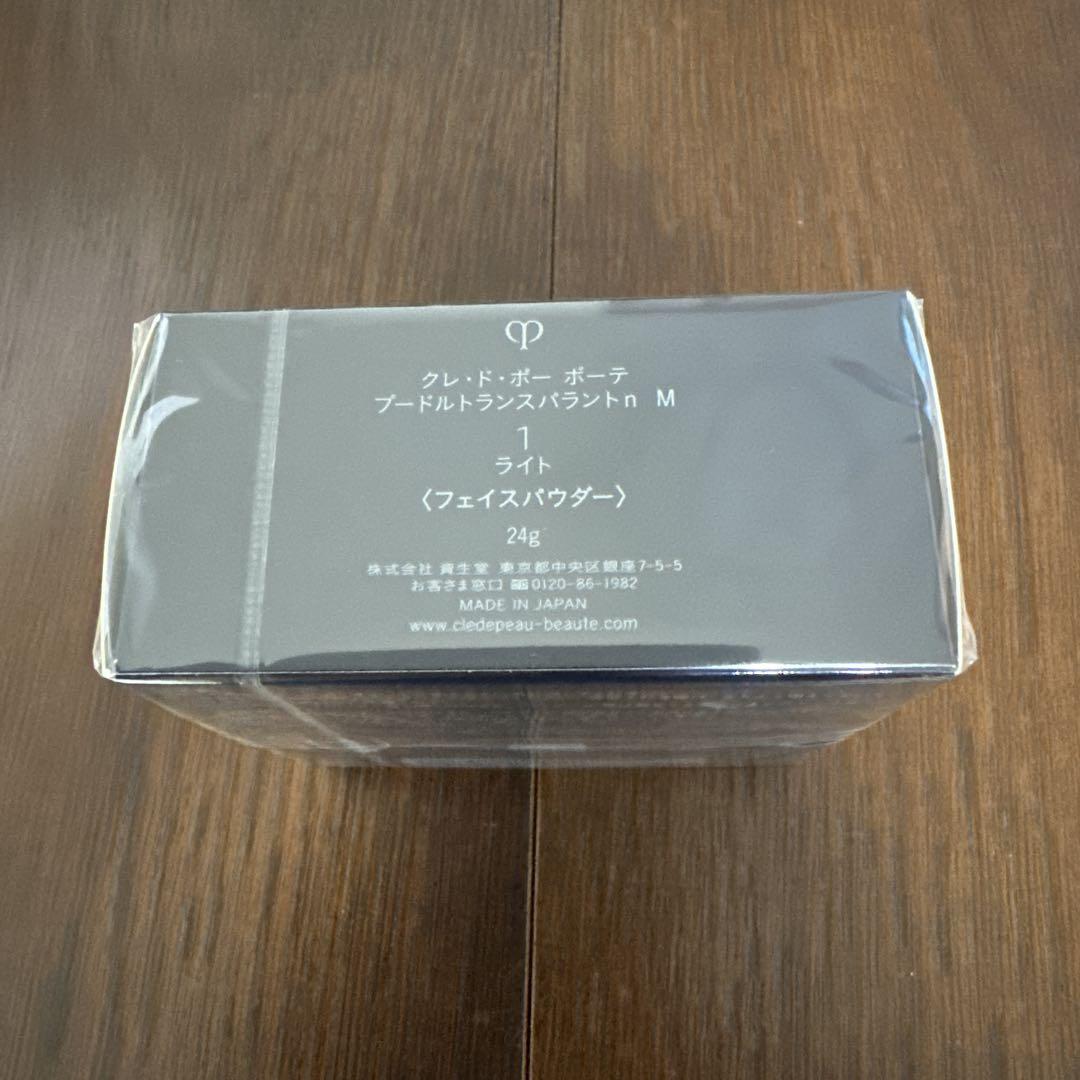 クレ・ド・ポー ボーテ
プードルトランスパラントn M
1
ライト
〈フェイスパウダー〉
24g
株式会社 資生堂 東京都中央区銀座7-5-5
お客さま窓口 0120-86-1982
MADE IN JAPAN
www.cledepeau-beaute.com